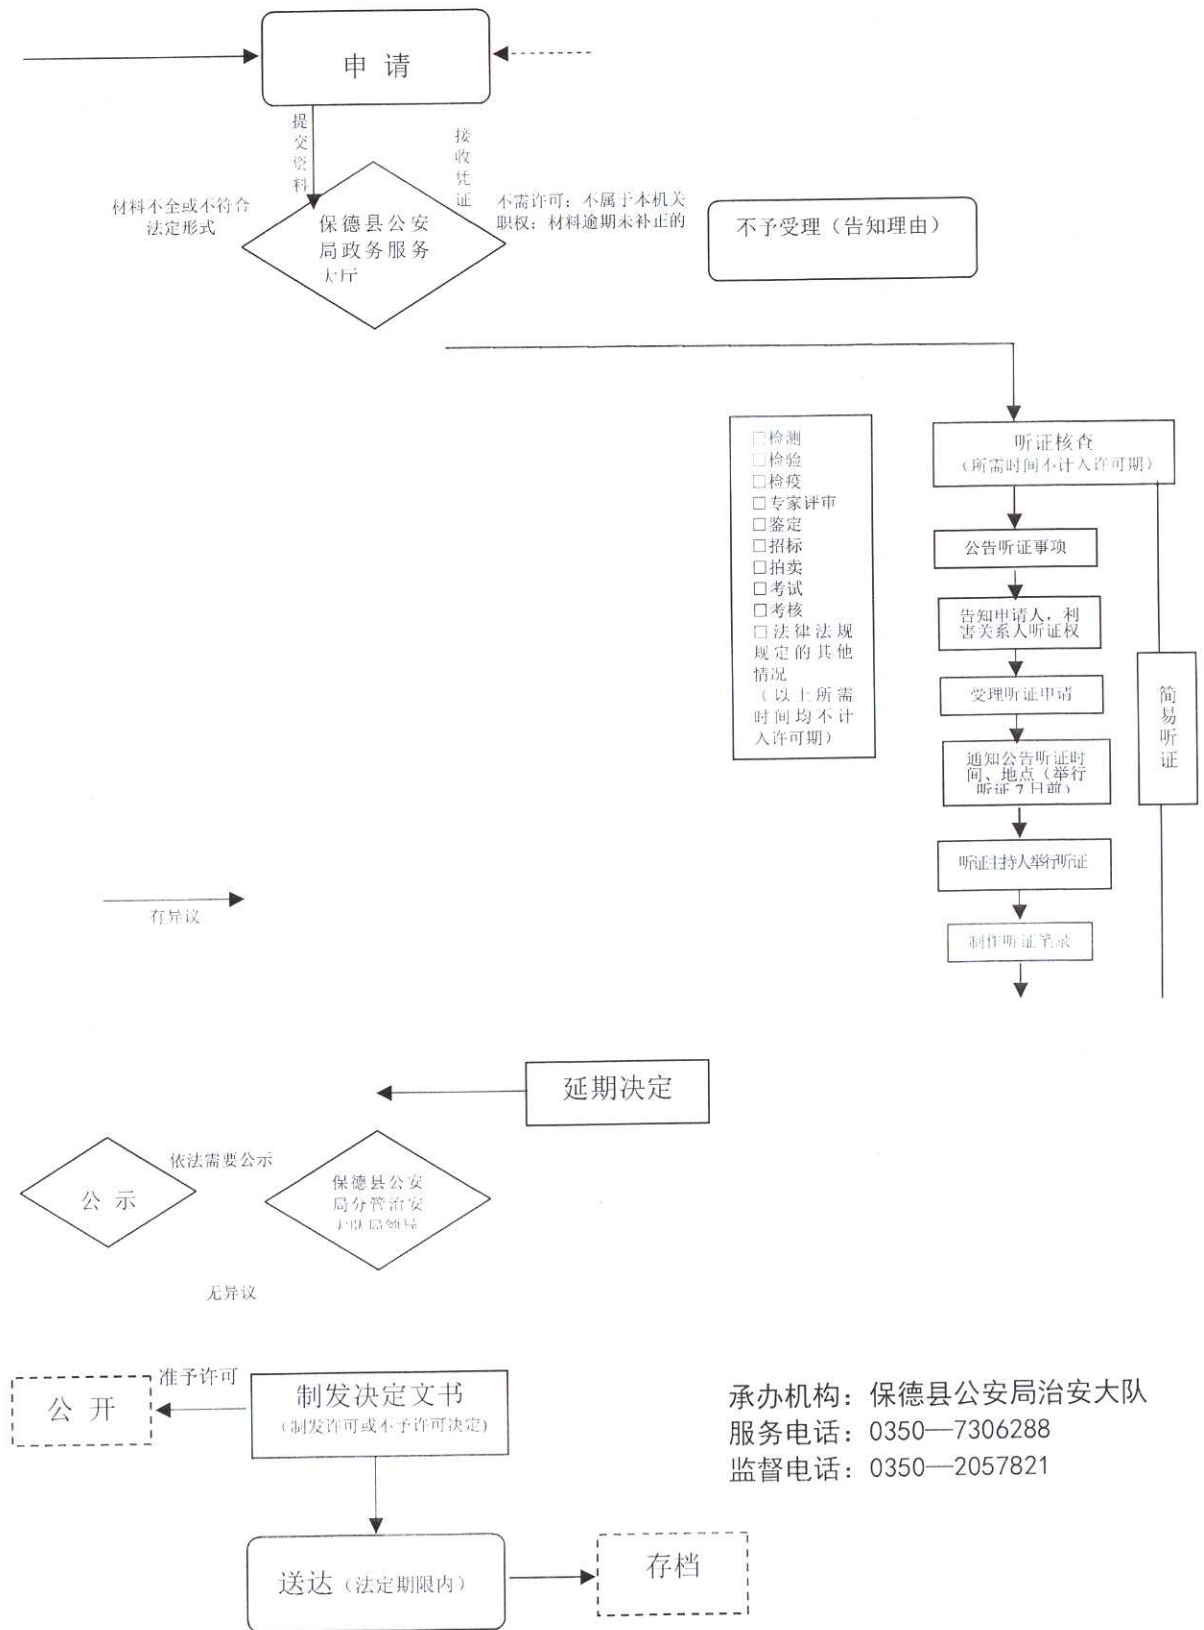 申 请
提交资料
接收凭证
材料不全或不符合
法定形式
保德县公安
局政务服务
大厅
不需许可；不属于本机关
职权；材料逾期未补正的
不予受理（告知理由）
□检测
□检验
□检疫
□专家评审
□鉴定
□招标
□拍卖
□考试
□考核
□法律法规
规定的其他
情况
（以上所需
时间均不计
入许可期）
听证核查
（所需时间不计入许可期）
公告听证事项
告知申请人，利
害关系人听证权
受理听证申请
通知公告听证时
间、地点（举行
听证 7 日前）
听证主持人举行听证
制作听证笔录
简易听证
有异议
延期决定
公 示
依法需要公示
保德县公安
局分管治安
大队局领导
无异议
公 开
准予许可
制发决定文书
（制发许可或不予许可决定)
送达（法定期限内）
存档
承办机构：保德县公安局治安大队
服务电话：0350—7306288
监督电话：0350—2057821